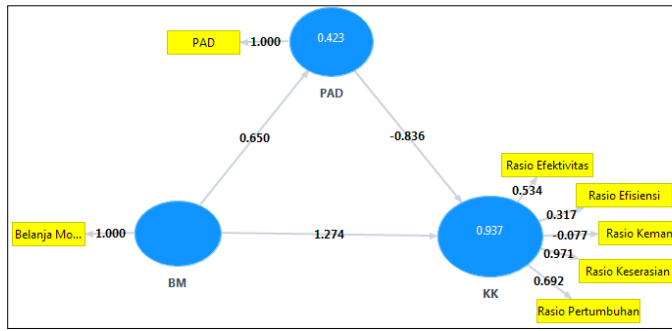 PAD
1.000
0.423
PAD
0.650
-0.836
Rasio Efektivitas
0.534
Rasio Efisiensi
0.317
Belanja Mo...
1.000
BM
1.274
0.937
KK
-0.077
Rasio Keman
0.971
Rasio Keserasian
0.692
Rasio Pertumbuhan